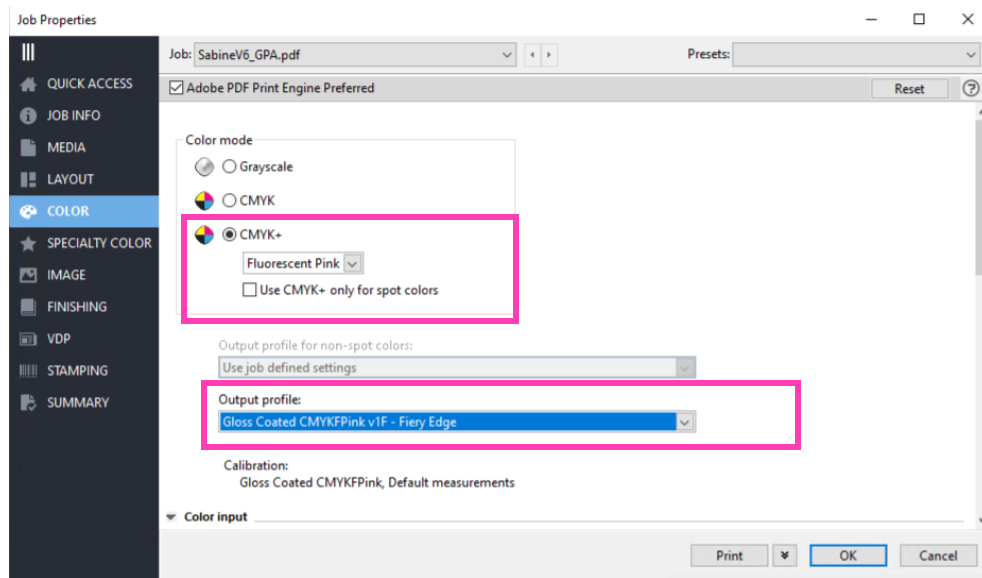 Job Properties
Job: SabineV6_GPA.pdf
Presets:
QUICK ACCESS
JOB INFO
MEDIA
LAYOUT
COLOR
SPECIALTY COLOR
IMAGE
FINISHING
VDP
STAMPING
SUMMARY
Adobe PDF Print Engine Preferred
Reset
?
Color mode
Grayscale
CMYK
CMYK+
Fluorescent Pink
Use CMYK+ only for spot colors
Output profile for non-spot colors:
Use job defined settings
Output profile:
Gloss Coated CMYKFPink v1F - Fiery Edge
Calibration:
Gloss Coated CMYKFPink, Default measurements
Color input
Print
OK
Cancel